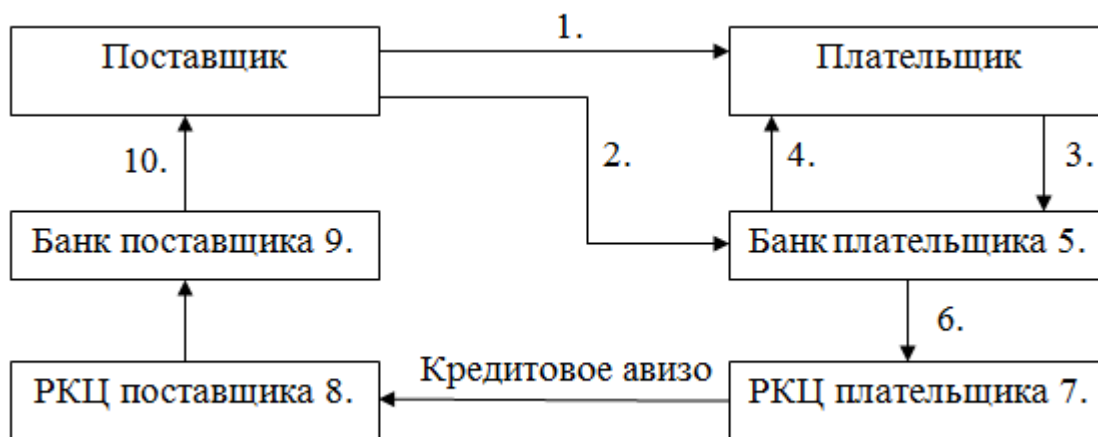 1.
Поставщик
Плательщик
10.
2.
4.
3.
Банк поставщика 9.
Банк плательщика 5.
6.
Кредитовое авизо
РКЦ поставщика 8.
РКЦ плательщика 7.